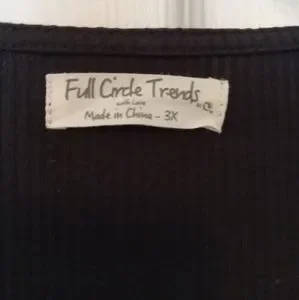 Full Circle Trends
with Love
Made in China - 3X